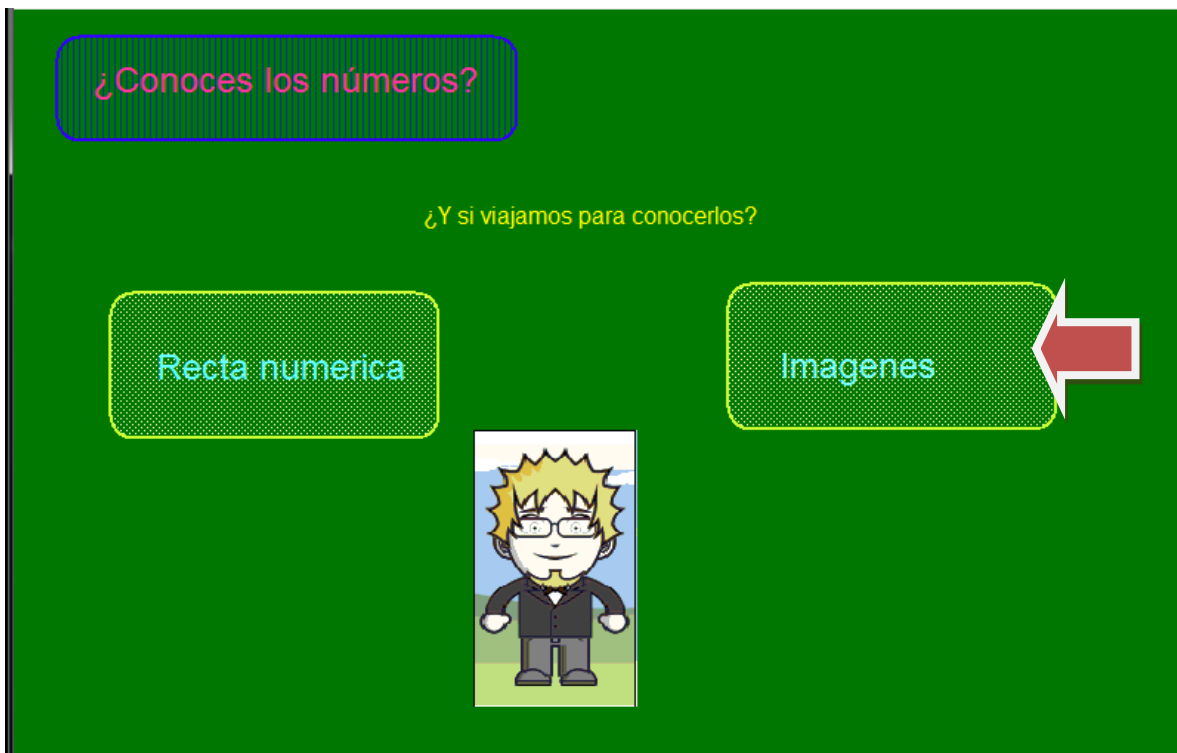 ¿Conoces los números?
¿Y si viajamos para conocerlos?
Recta numerica
Imagenes